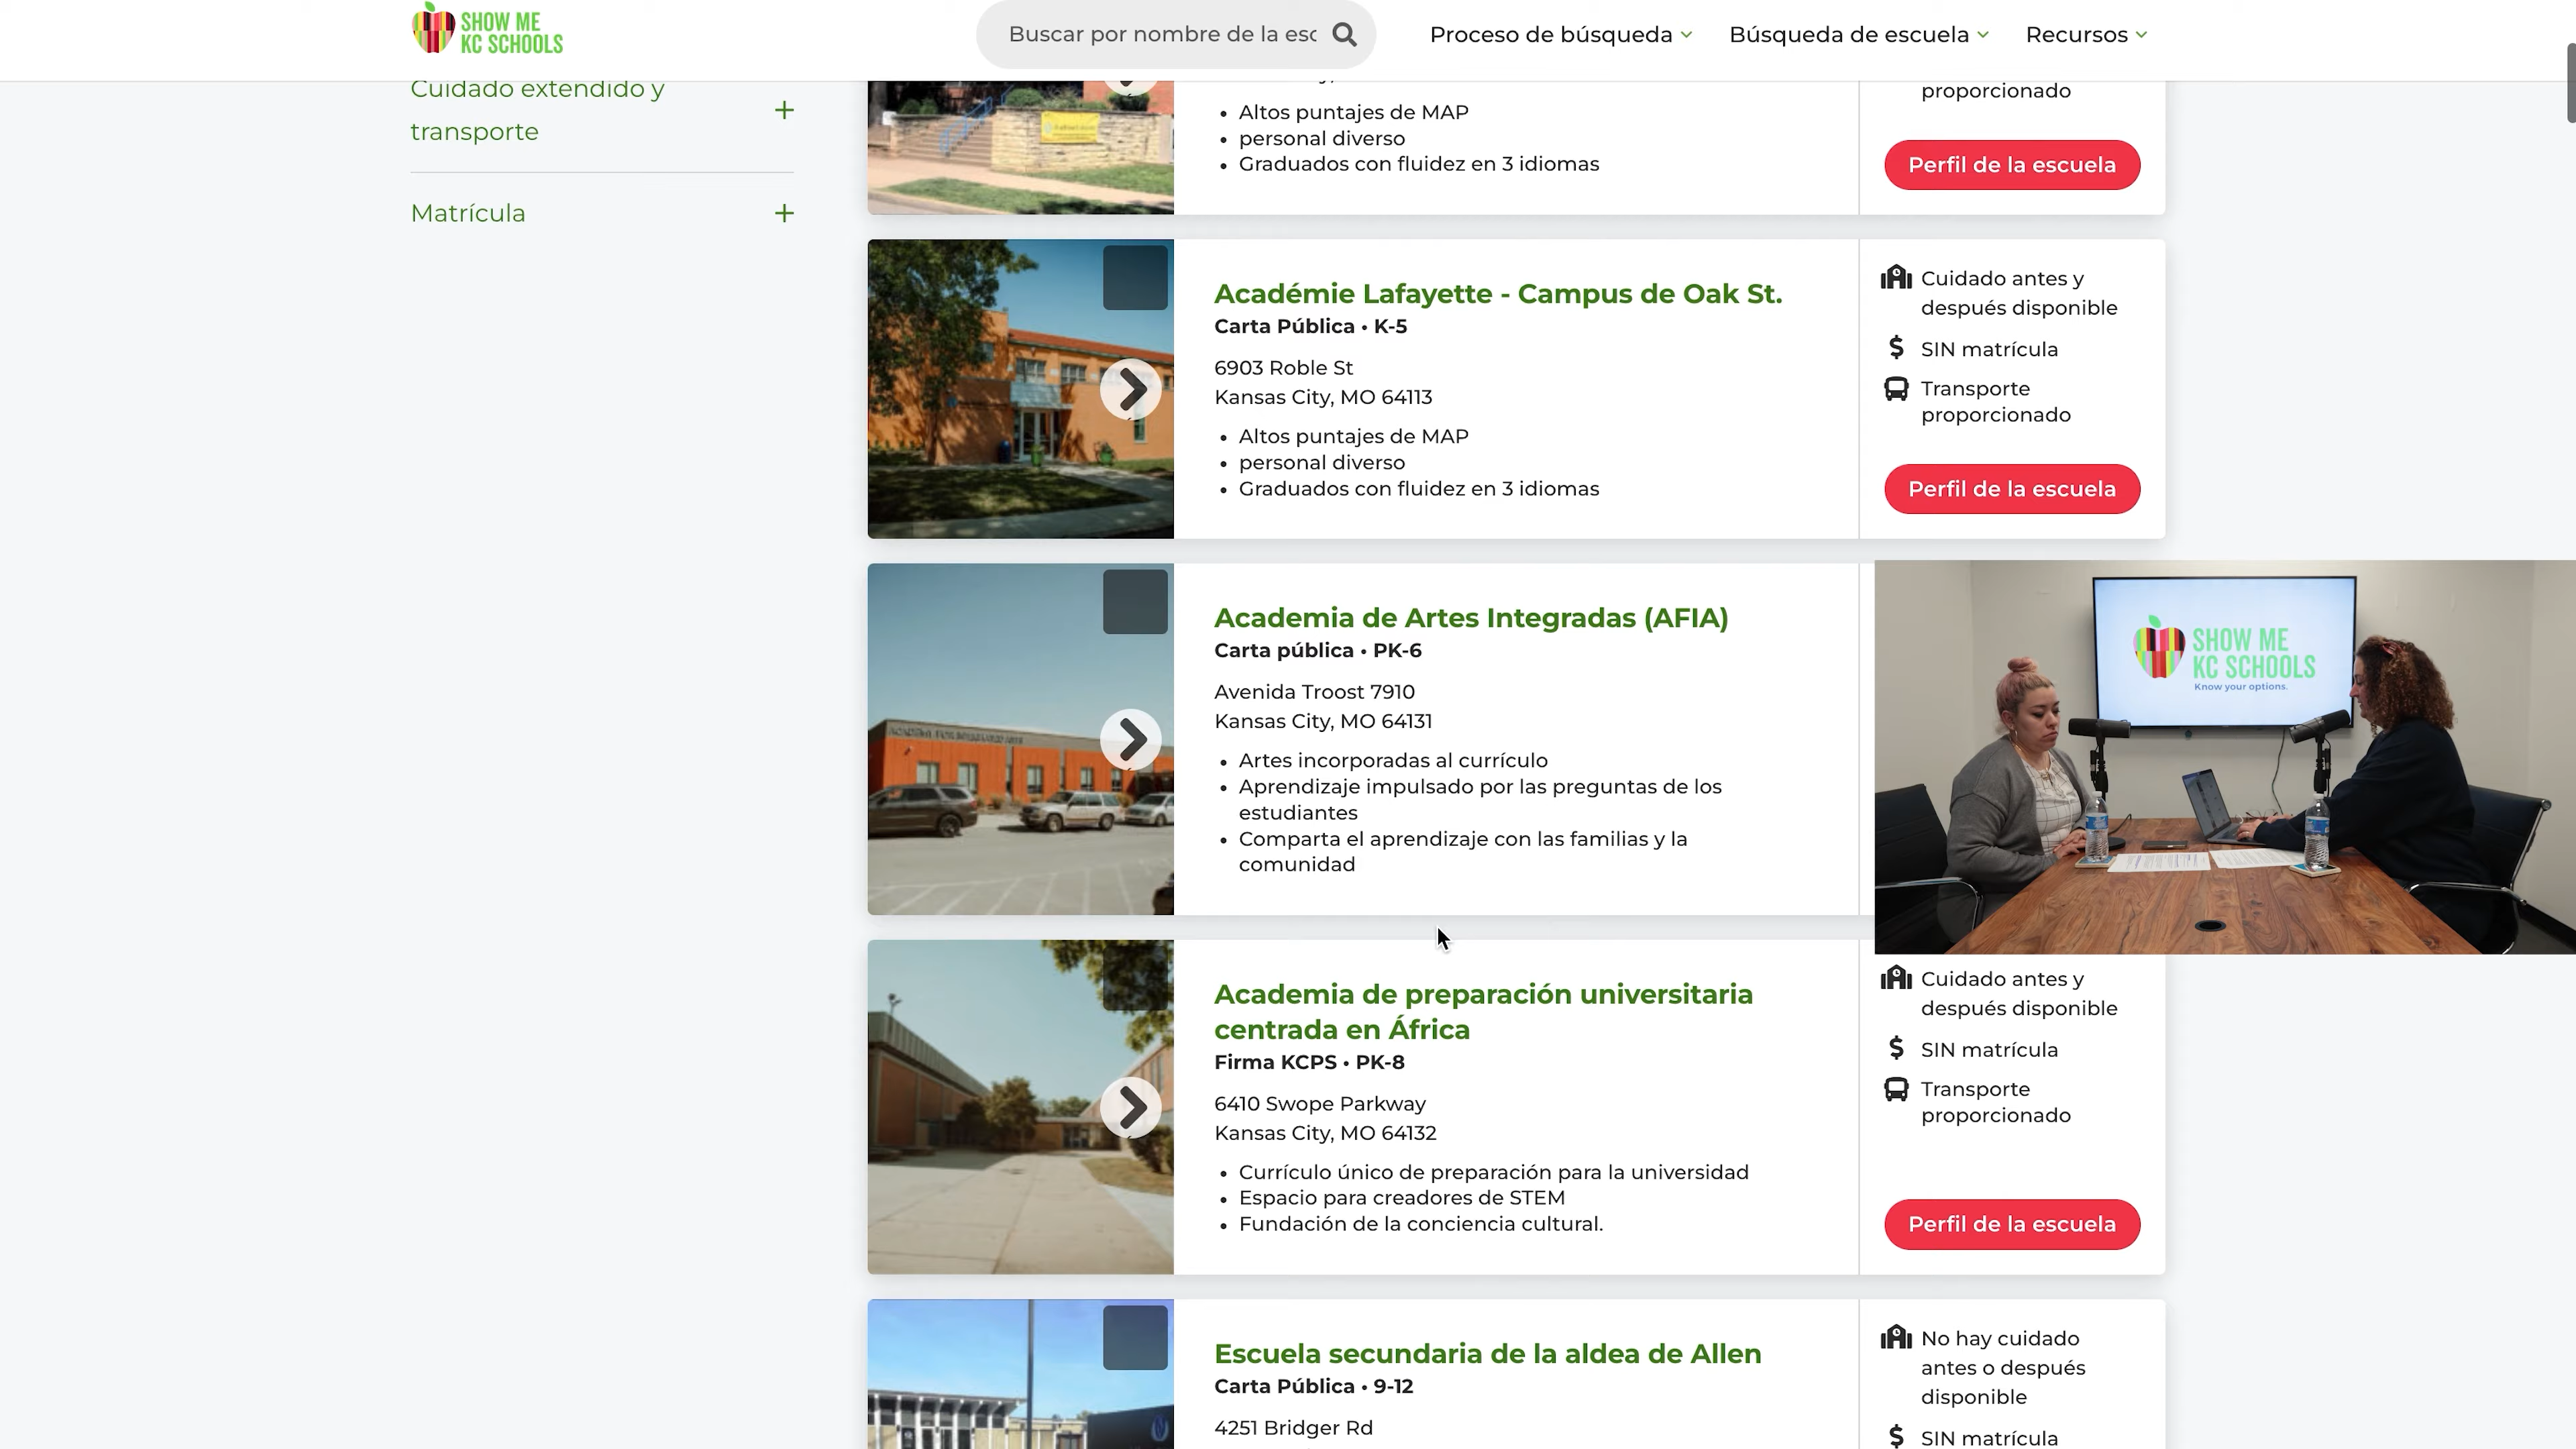 SHOW ME
KC SCHOOLS
Buscar por nombre de la esc
Proceso de búsqueda
Búsqueda de escuela
Recursos
Cuidado extendido y
transporte
Matrícula
Altos puntajes de MAP
personal diverso
Graduados con fluidez en 3 idiomas
proporcionado
Perfil de la escuela
Académie Lafayette - Campus de Oak St.
Carta Pública • K-5
6903 Roble St
Kansas City, MO 64113
Altos puntajes de MAP
personal diverso
Graduados con fluidez en 3 idiomas
Cuidado antes y
después disponible
SIN matrícula
Transporte
proporcionado
Perfil de la escuela
Academia de Artes Integradas (AFIA)
Carta pública • PK-6
Avenida Troost 7910
Kansas City, MO 64131
Artes incorporadas al currículo
Aprendizaje impulsado por las preguntas de los
estudiantes
Comparta el aprendizaje con las familias y la
comunidad
SHOW ME
KC SCHOOLS
Know your options.
Academia de preparación universitaria
centrada en África
Firma KCPS • PK-8
6410 Swope Parkway
Kansas City, MO 64132
Currículo único de preparación para la universidad
Espacio para creadores de STEM
Fundación de la conciencia cultural.
Cuidado antes y
después disponible
SIN matrícula
Transporte
proporcionado
Perfil de la escuela
Escuela secundaria de la aldea de Allen
Carta Pública • 9-12
4251 Bridger Rd
No hay cuidado
antes o después
disponible
SIN matrícula